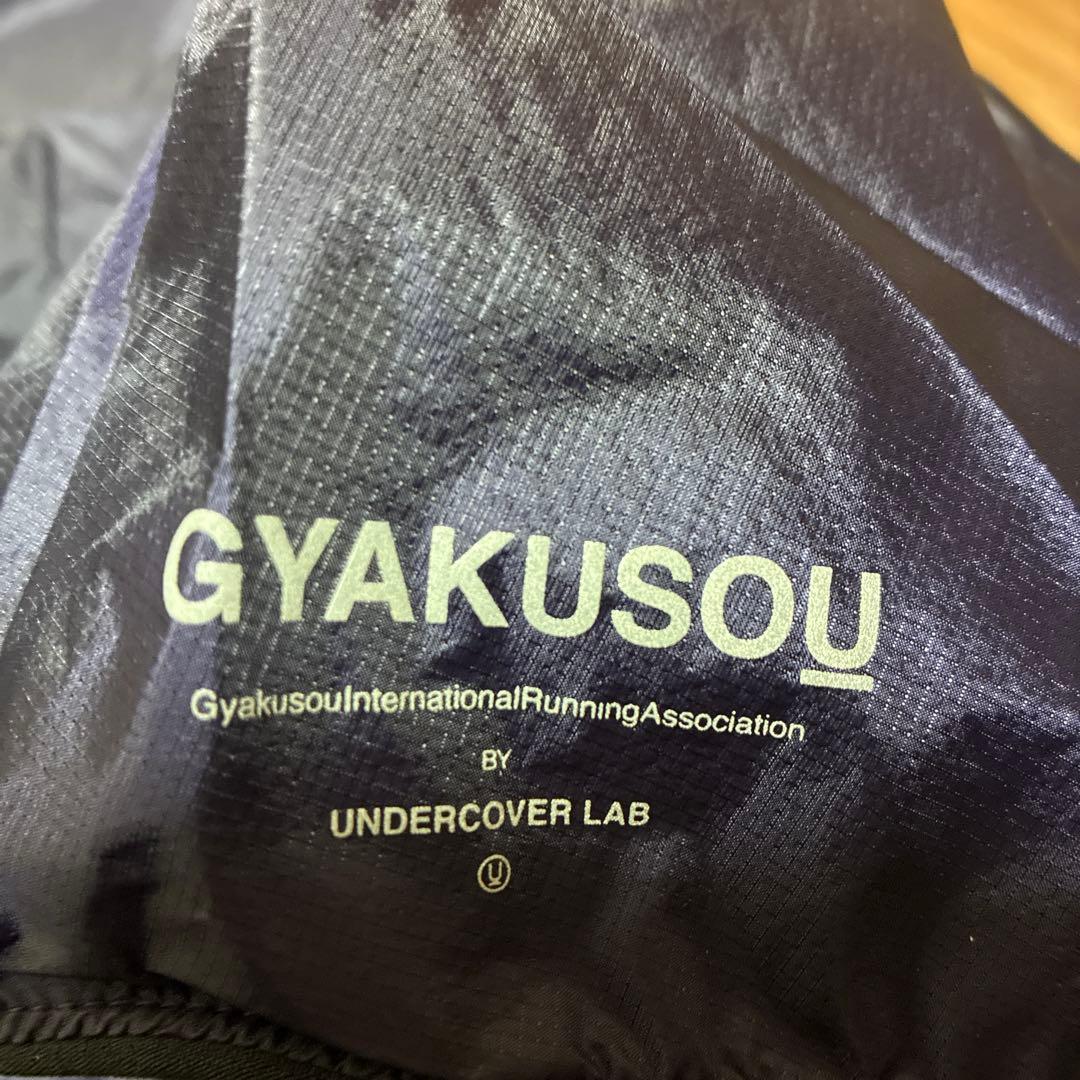 GYAKUSOU
GyakusouInternationalRunningAssociation
BY
UNDERCOVER LAB
U